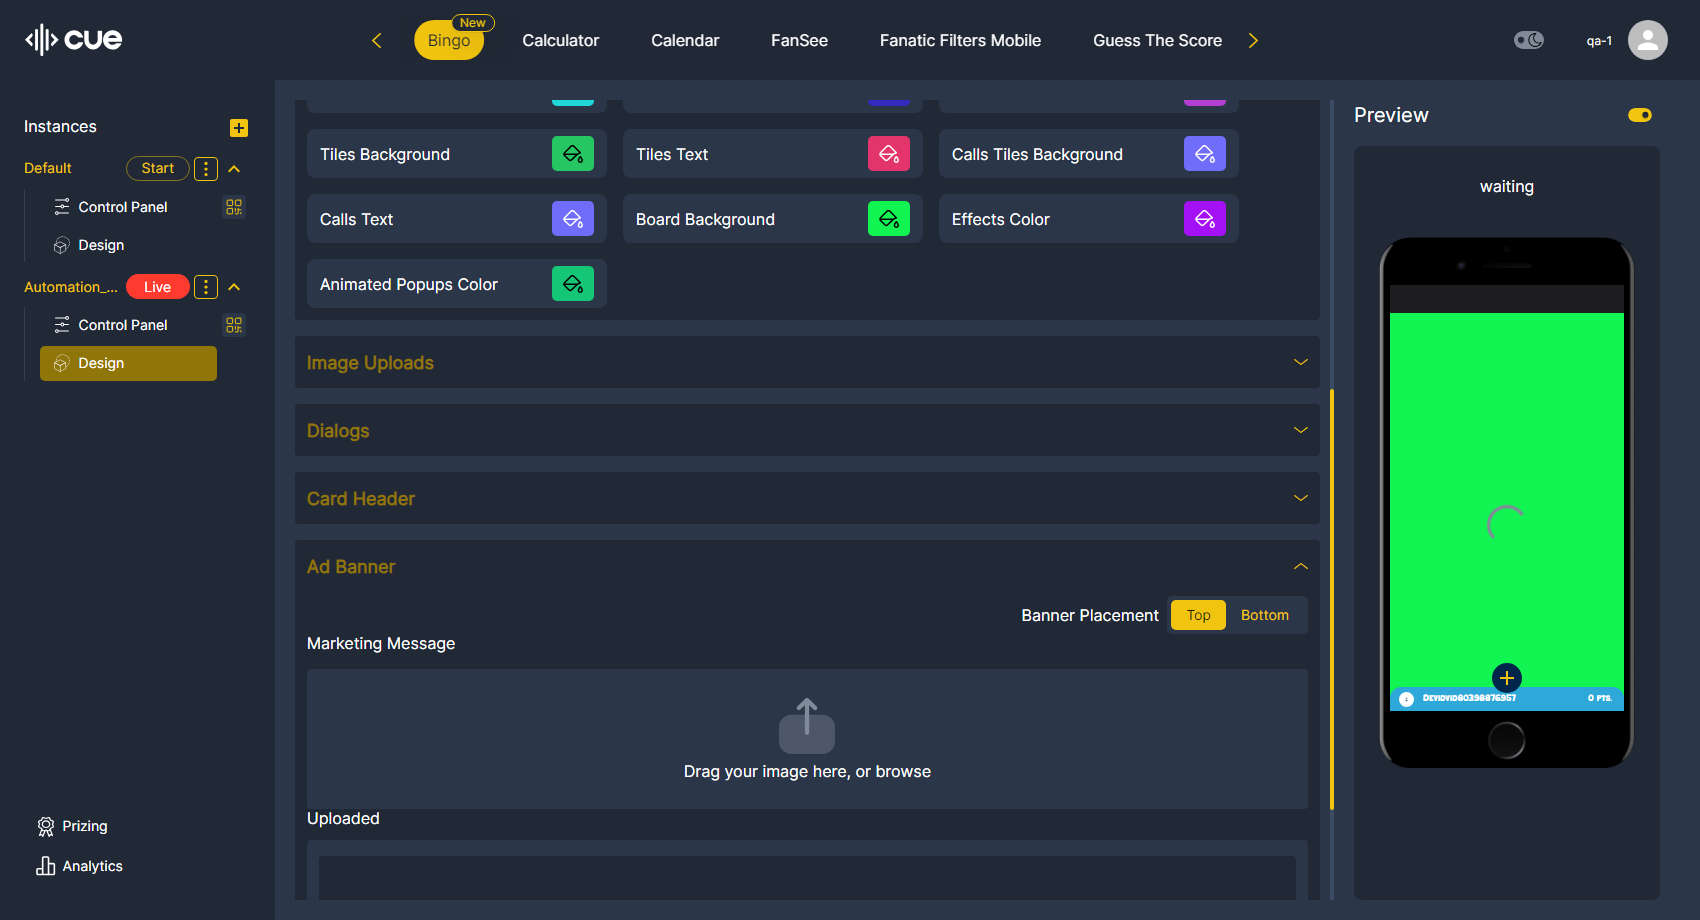 cue
Bingo
New
Calculator
Calendar
FanSee
Fanatic Filters Mobile
Guess The Score
qa-1
Instances
Default
Start
Control Panel
Design
Automation_...
Live
Control Panel
Design
Prizing
Analytics
Tiles Background
Tiles Text
Calls Tiles Background
Calls Text
Board Background
Effects Color
Animated Popups Color
Image Uploads
Dialogs
Card Header
Ad Banner
Banner Placement
Top
Bottom
Marketing Message
Drag your image here, or browse
Uploaded
Preview
waiting
0 PTS.